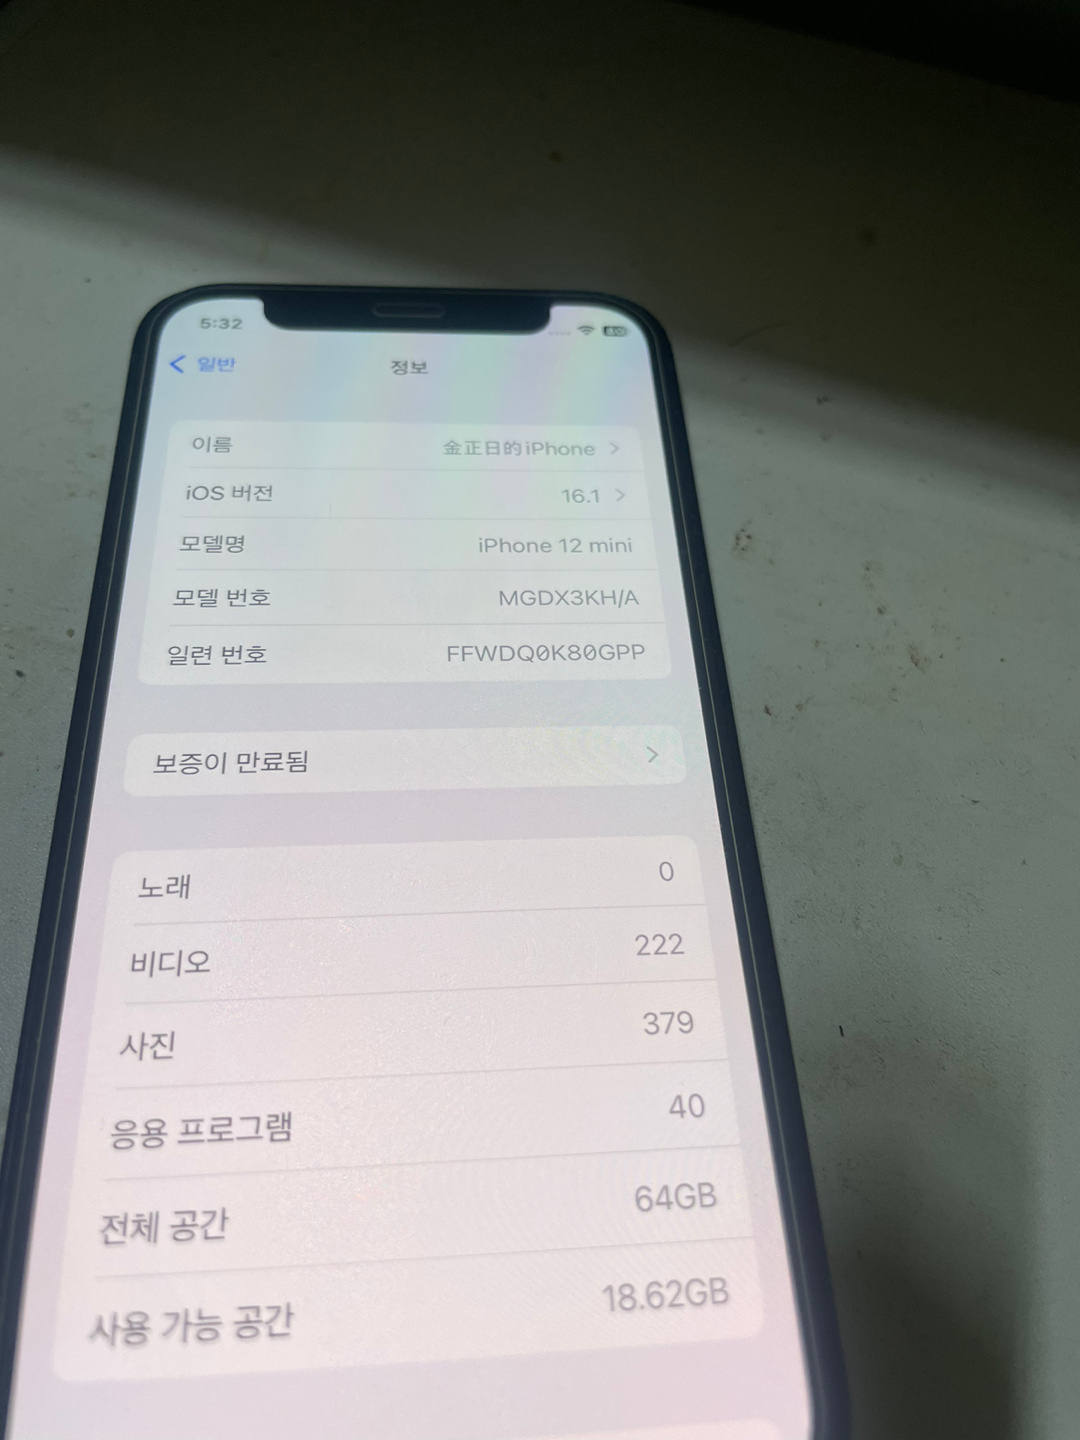 5:32
일반
정보
이름 金正日的iPhone
iOS 버전 16.1
모델명 iPhone 12 mini
모델 번호 MGDX3KH/A
일련 번호 FFWDQ0K80GPP
보증이 만료됨
노래 0
비디오 222
사진 379
응용 프로그램 40
전체 공간 64GB
사용 가능 공간 18.62GB